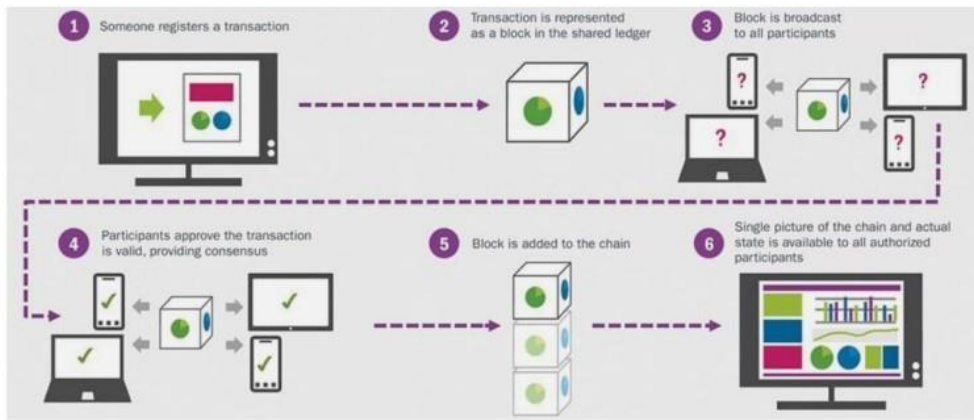 1 Someone registers a transaction
2 Transaction is represented
as a block in the shared ledger
3 Block is broadcast
to all participants
?
?
?
?
4 Participants approve the transaction
is valid, providing consensus
5 Block is added to the chain
6 Single picture of the chain and actual
state is available to all authorized
participants